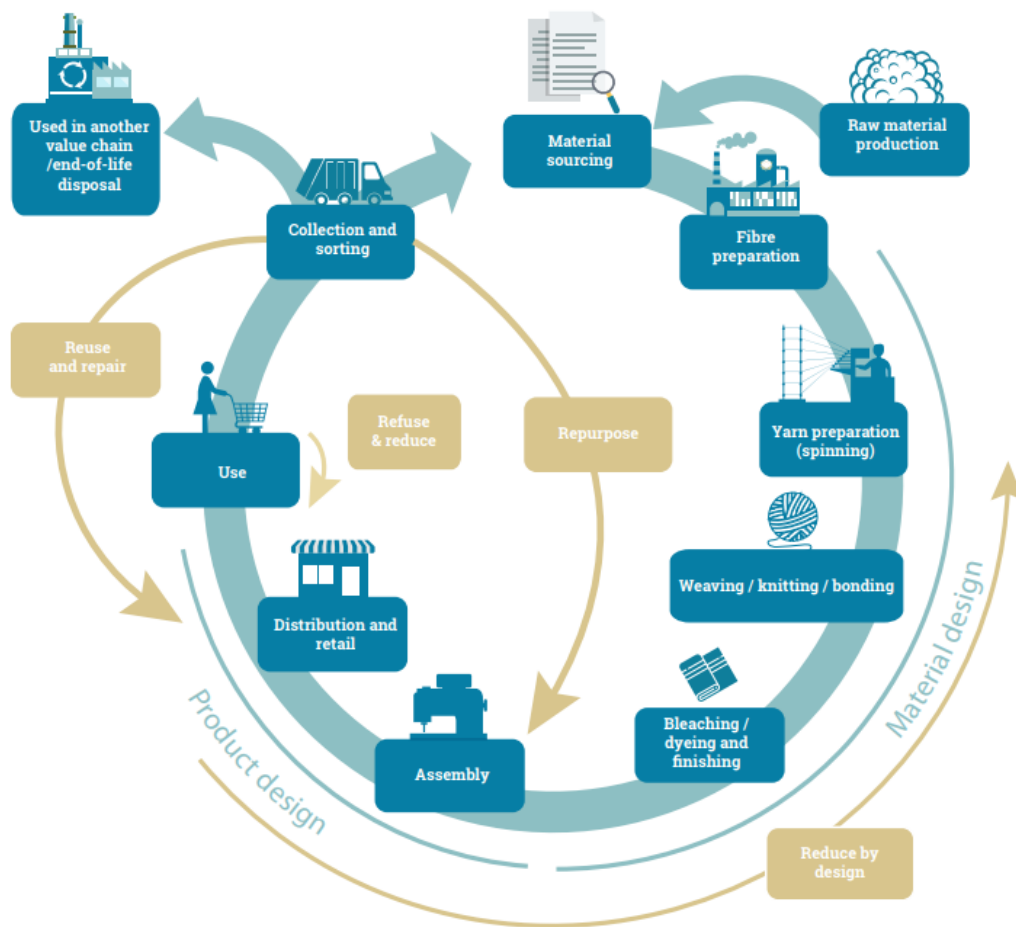 Used in another
value chain
/end-of-life
disposal
Material
sourcing
Raw material
production
Collection and
sorting
Fibre
preparation
Reuse
and repair
Refuse
& reduce
Repurpose
Yarn preparation
(spinning)
Use
Weaving / knitting / bonding
Distribution and
retail
Bleaching /
dyeing and
finishing
Assembly
Product design
Material design
Reduce by
design